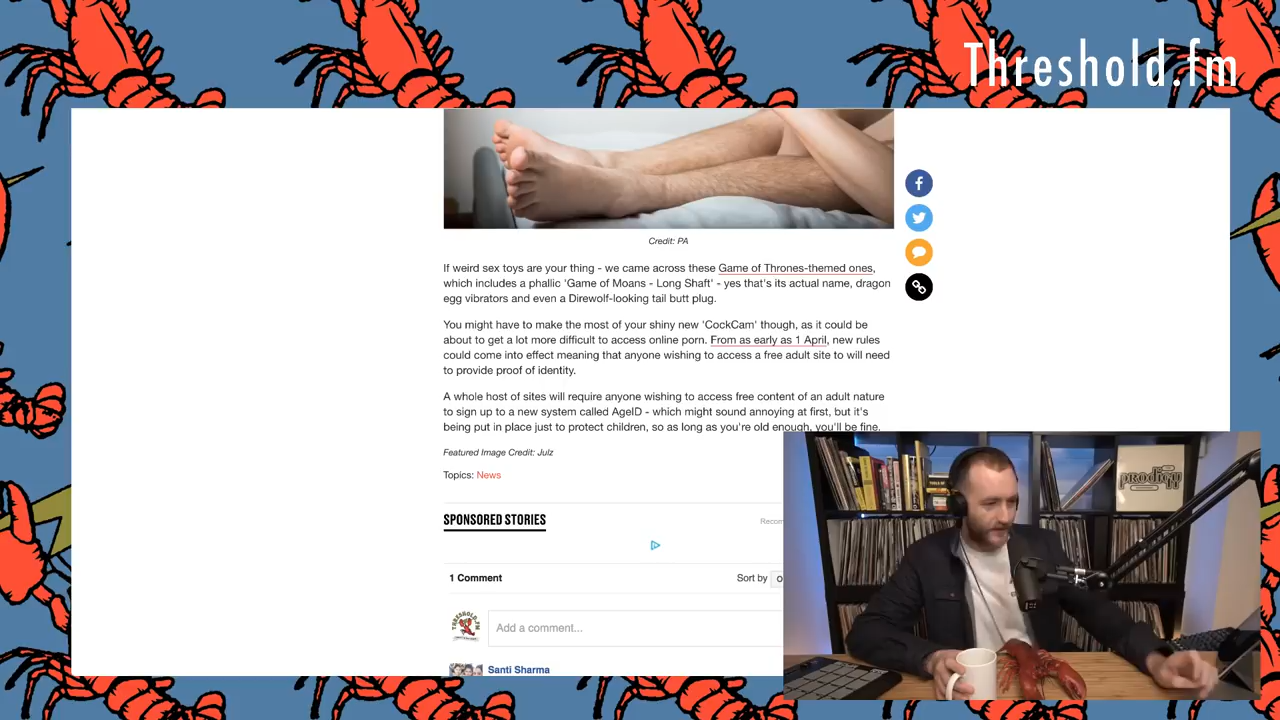 Threshold.fm
Credit: PA
If weird sex toys are your thing - we came across these Game of Thrones-themed ones,
which includes a phallic 'Game of Moans - Long Shaft' - yes that's its actual name, dragon
egg vibrators and even a Direwolf-looking tail butt plug.
You might have to make the most of your shiny new 'CockCam' though, as it could be
about to get a lot more difficult to access online porn. From as early as 1 April, new rules
could come into effect meaning that anyone wishing to access a free adult site to will need
to provide proof of identity.
A whole host of sites will require anyone wishing to access free content of an adult nature
to sign up to a new system called AgeID - which might sound annoying at first, but it's
being put in place just to protect children, so as long as you're old enough, you'll be fine.
Featured Image Credit: Julz
Topics: News
SPONSORED STORIES
Recom
1 Comment
Sort by
THRESHOLD.FM
Add a comment...
Santi Sharma
prodigy